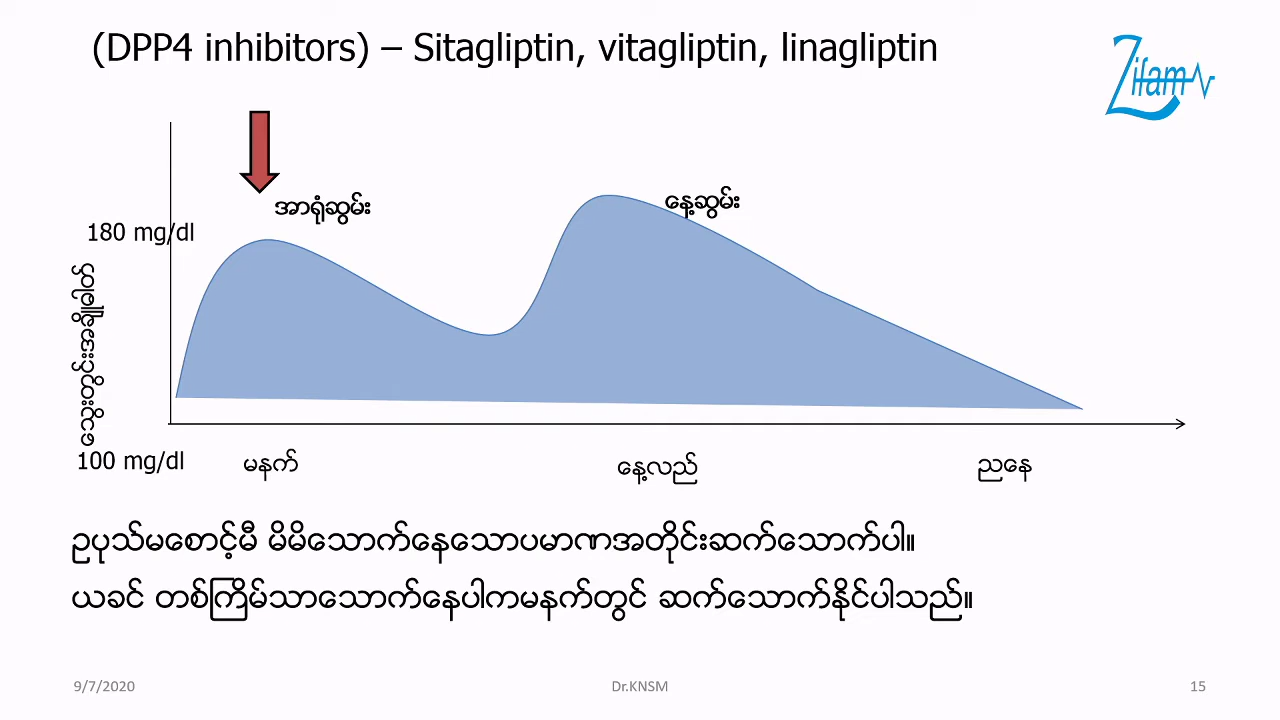 (DPP4 inhibitors) – Sitagliptin, vitagliptin, linagliptin
Zifam
အာရုံဆွမ်း
နေ့ဆွမ်း
180 mg/dl
သွေးတွင်းအချိုဓါတ်
100 mg/dl
မနက်
နေ့လည်
ညနေ
ဥပုသ်မစောင့်မီ မိမိသောက်နေသောပမာဏအတိုင်းဆက်သောက်ပါ။
ယခင် တစ်ကြိမ်သာသောက်နေပါကမနက်တွင် ဆက်သောက်နိုင်ပါသည်။
9/7/2020
Dr.KNSM
15